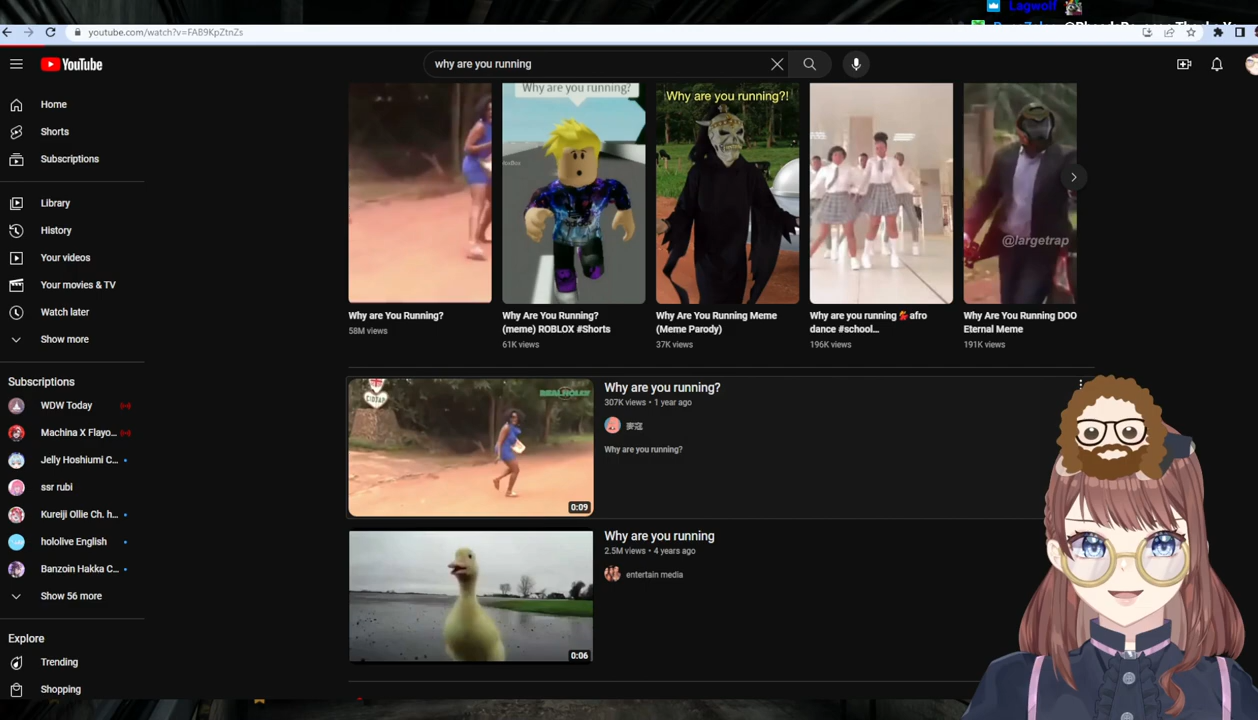 Lagwolf
youtube.com/watch?v=FAB9KpZtnZs
YouTube
why are you running
Home
Shorts
Subscriptions
Library
History
Your videos
Your movies & TV
Watch later
Show more
Subscriptions
WDW Today
Machina X Flayo...
Jelly Hoshiumi C...
ssr rubi
Kureiji Ollie Ch. h...
hololive English
Banzoin Hakka C...
Show 56 more
Explore
Trending
Shopping
Why are you running?
Why are you running?!
@largetrap
Why are You Running?
58M views
Why Are You Running?
(meme) ROBLOX #Shorts
61K views
Why Are You Running Meme
(Meme Parody)
37K views
Why are you running 💃afro
dance #school...
196K views
Why Are You Running DOO
Eternal Meme
191K views
0:09
Why are you running?
307K views • 1 year ago
Why are you running?
0:06
Why are you running
2.5M views • 4 years ago
entertain media